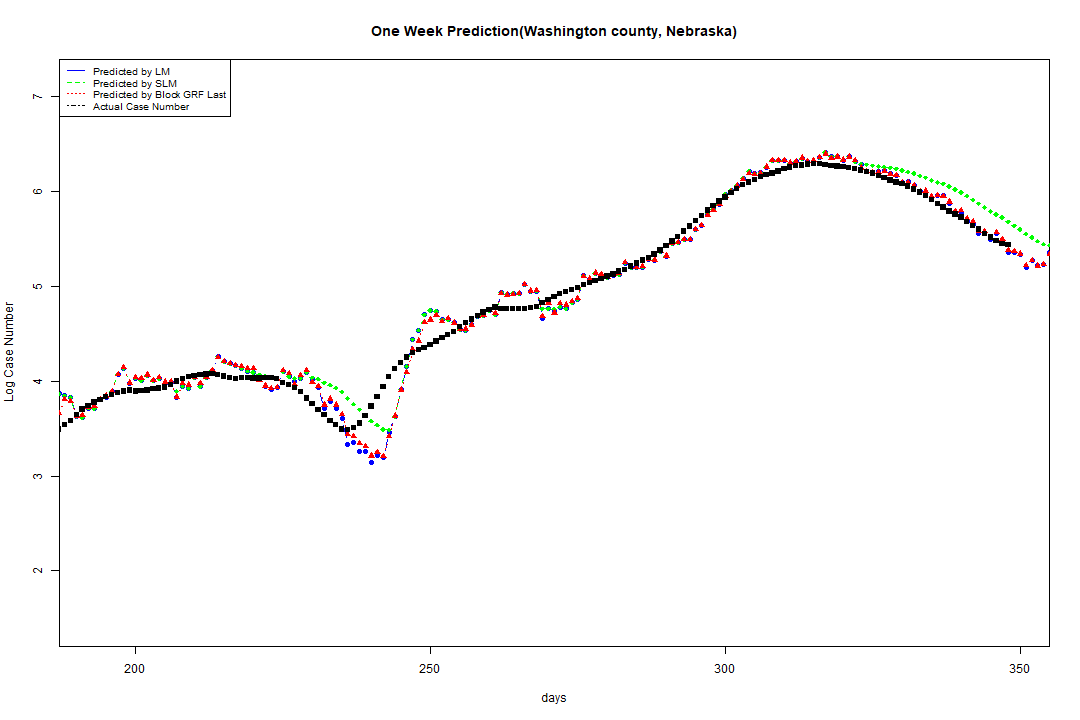 One Week Prediction(Washington county, Nebraska)
Predicted by LM
Predicted by SLM
Predicted by Block GRF Last
Actual Case Number
Log Case Number
7
6
5
4
3
2
200
250
300
350
days